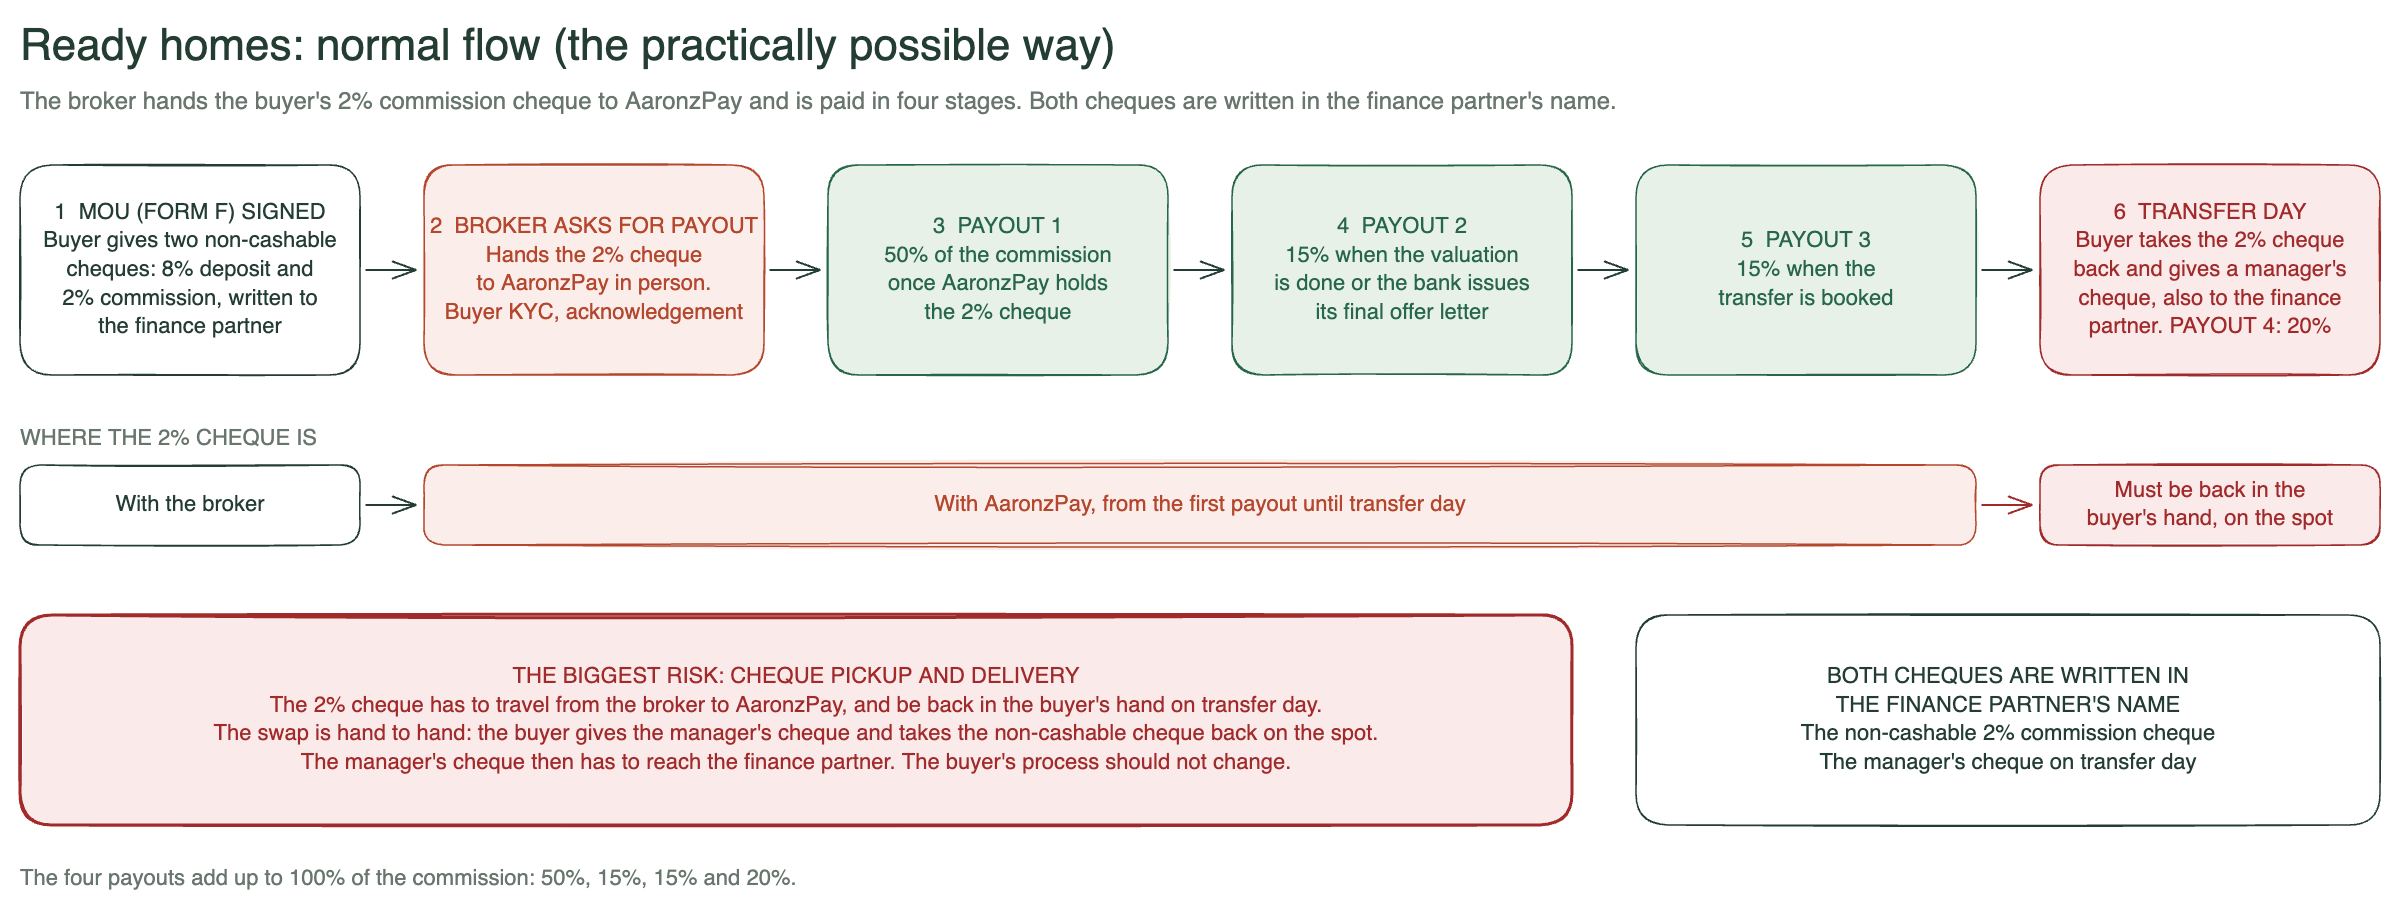 Ready homes: normal flow (the practically possible way)
The broker hands the buyer's 2% commission cheque to AaronzPay and is paid in four stages. Both cheques are written in the finance partner's name.
1  MOU (FORM F) SIGNED
Buyer gives two non-cashable
cheques: 8% deposit and
2% commission, written to
the finance partner
2  BROKER ASKS FOR PAYOUT
Hands the 2% cheque
to AaronzPay in person.
Buyer KYC, acknowledgement
3  PAYOUT 1
50% of the commission
once AaronzPay holds
the 2% cheque
4  PAYOUT 2
15% when the valuation
is done or the bank issues
its final offer letter
5  PAYOUT 3
15% when the
transfer is booked
6  TRANSFER DAY
Buyer takes the 2% cheque
back and gives a manager's
cheque, also to the finance
partner. PAYOUT 4: 20%
WHERE THE 2% CHEQUE IS
With the broker
With AaronzPay, from the first payout until transfer day
Must be back in the
buyer's hand, on the spot
THE BIGGEST RISK: CHEQUE PICKUP AND DELIVERY
The 2% cheque has to travel from the broker to AaronzPay, and be back in the buyer's hand on transfer day.
The swap is hand to hand: the buyer gives the manager's cheque and takes the non-cashable cheque back on the spot.
The manager's cheque then has to reach the finance partner. The buyer's process should not change.
BOTH CHEQUES ARE WRITTEN IN
THE FINANCE PARTNER'S NAME
The non-cashable 2% commission cheque
The manager's cheque on transfer day
The four payouts add up to 100% of the commission: 50%, 15%, 15% and 20%.